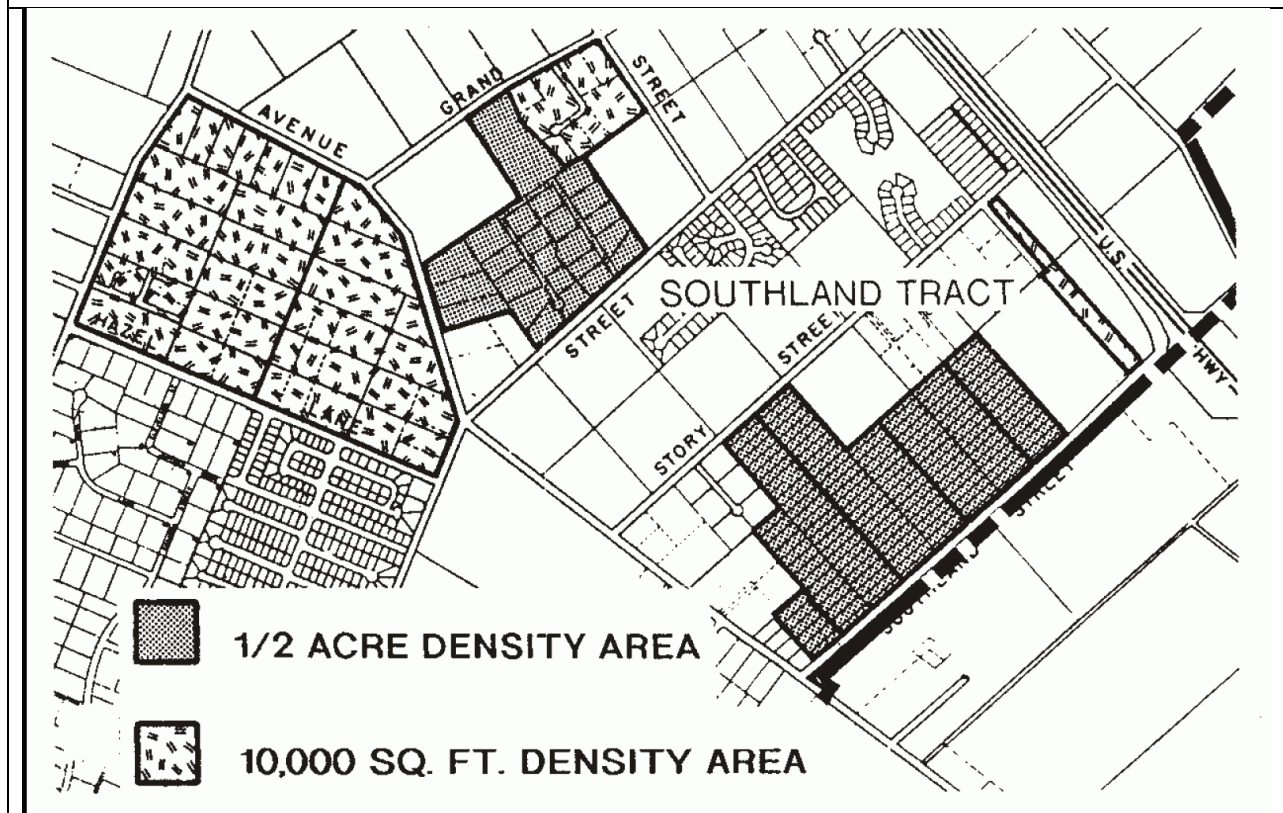 AVENUE
GRAND
STREET
HAZEL
LANE
STREET
SOUTHLAND TRACT
STREET
STORY
U.S.
HWY
SOUTHLAND
STREET
1/2 ACRE DENSITY AREA
10,000 SQ. FT. DENSITY AREA